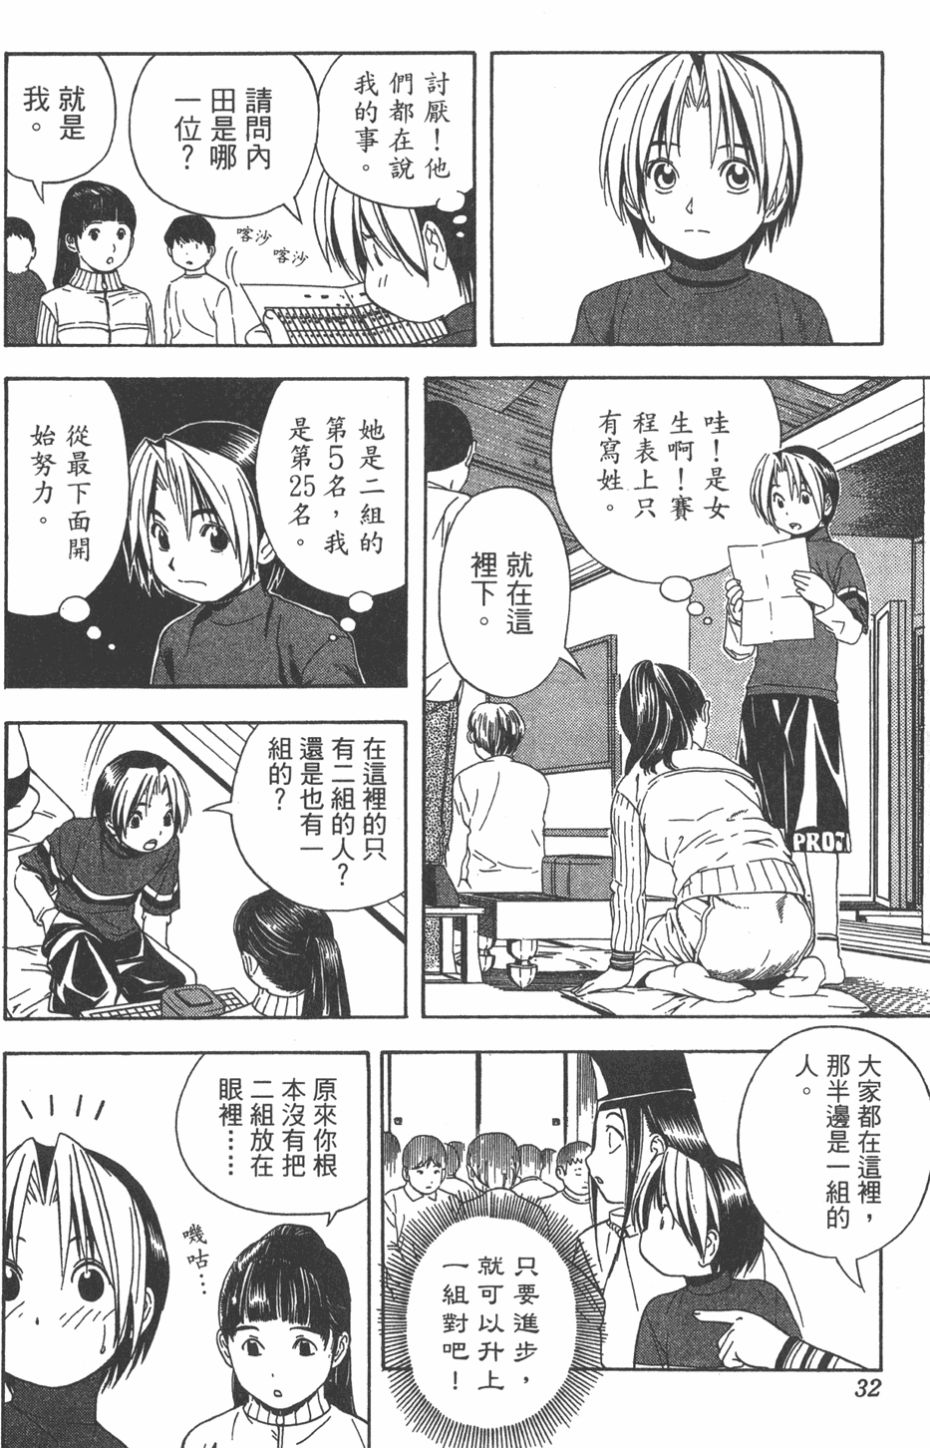 討厭！他
們都在說
我的事。
請問內
田是哪
一位？
就是
我。
喀沙
喀沙
哇！是女
生啊！賽
程表上只
有寫姓。
就在這
裡下。
PRO
她是二組的
第5名，我
是第25名。
從最下面開
始努力。
在這裡的只
有二組的人？
還是也有一
組的？
大家都在這裡，
那半邊是一組的
人。
只要進步，
就可以升上
一組對吧！
原來你根
本沒有把
二組放在
眼裡……
嘰咕…
32